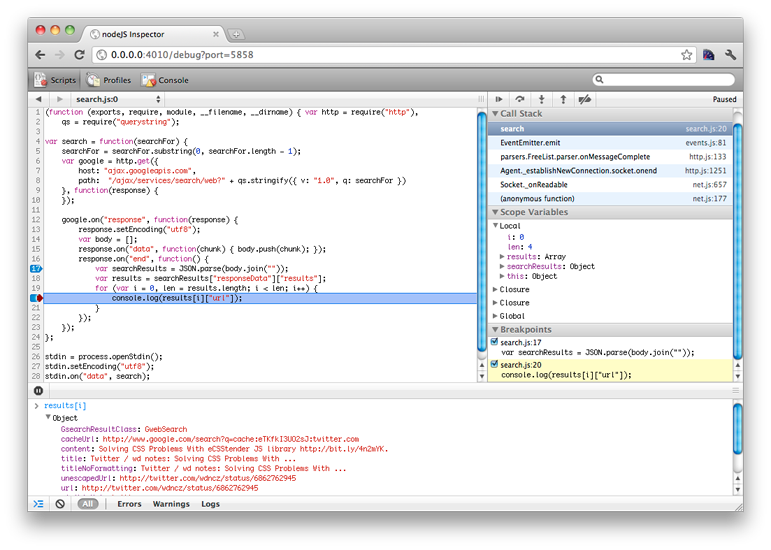 nodeJS Inspector
0.0.0.0:4010/debug?port=5858
Scripts Profiles Console
search.js:0
Paused
1 (function (exports, require, module, __filename, __dirname) { var http = require("http"),
2 qs = require("querystring");
3
4 var search = function(searchFor) {
5 searchFor = searchFor.substring(0, searchFor.length - 1);
6 var google = http.get({
7 host: "ajax.googleapis.com",
8 path: "/ajax/services/search/web?" + qs.stringify({ v: "1.0", q: searchFor })
9 }, function(response) {
10 });
11
12 google.on("response", function(response) {
13 response.setEncoding("utf8");
14 var body = [];
15 response.on("data", function(chunk) { body.push(chunk); });
16 response.on("end", function() {
17 var searchResults = JSON.parse(body.join(""));
18 var results = searchResults["responseData"]["results"];
19 for (var i = 0, len = results.length; i < len; i++) {
console.log(results[i]["url"]);
21 }
22 });
23 });
24 };
25
26 stdin = process.openStdin();
27 stdin.setEncoding("utf8");
28 stdin.on("data", search);
Call Stack
search search.js:20
EventEmitter.emit events.js:81
parsers.FreeList.parser.onMessageComplete http.js:133
Agent._establishNewConnection.socket.onend http.js:1251
Socket._onReadable net.js:657
(anonymous function) net.js:177
Scope Variables
Local
i: 0
len: 4
results: Array
searchResults: Object
this: Object
Closure
Closure
Global
Breakpoints
search.js:17
var searchResults = JSON.parse(body.join(""));
search.js:20
console.log(results[i]["url"]);
> results[i]
Object
GsearchResultClass: GwebSearch
cacheUrl: http://www.google.com/search?q=cache:eTKfkI3UO2sJ:twitter.com
content: Solving CSS Problems With eCSStender JS library http://bit.ly/4n2mYK.
title: Twitter / wd notes: Solving CSS Problems With ...
titleNoFormatting: Twitter / wd notes: Solving CSS Problems With ...
unescapedUrl: http://twitter.com/wdncz/status/6862762945
url: http://twitter.com/wdncz/status/6862762945
All Errors Warnings Logs